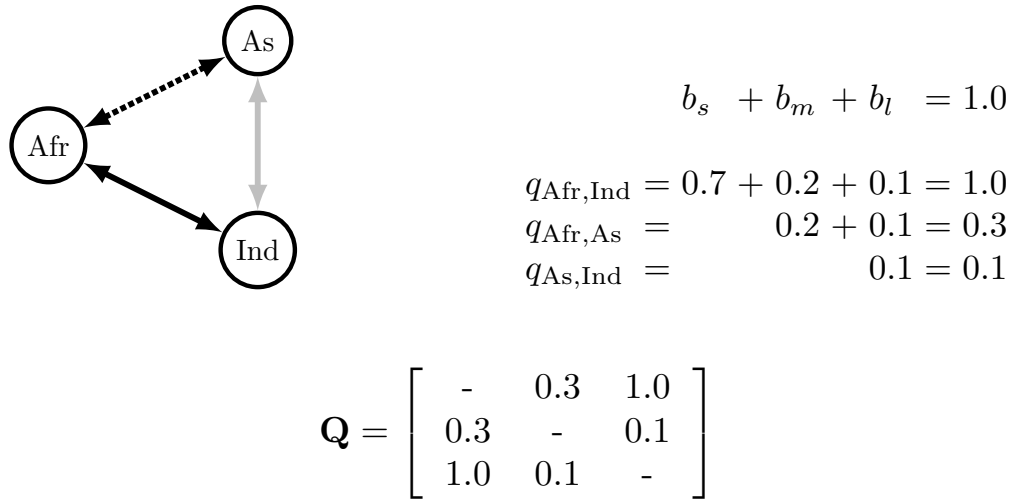 As
Afr
Ind
b_s + b_m + b_l = 1.0
q_Afr,Ind = 0.7 + 0.2 + 0.1 = 1.0
q_Afr,As = 0.2 + 0.1 = 0.3
q_As,Ind = 0.1 = 0.1
Q = [ - 0.3 1.0
0.3 - 0.1
1.0 0.1 - ]